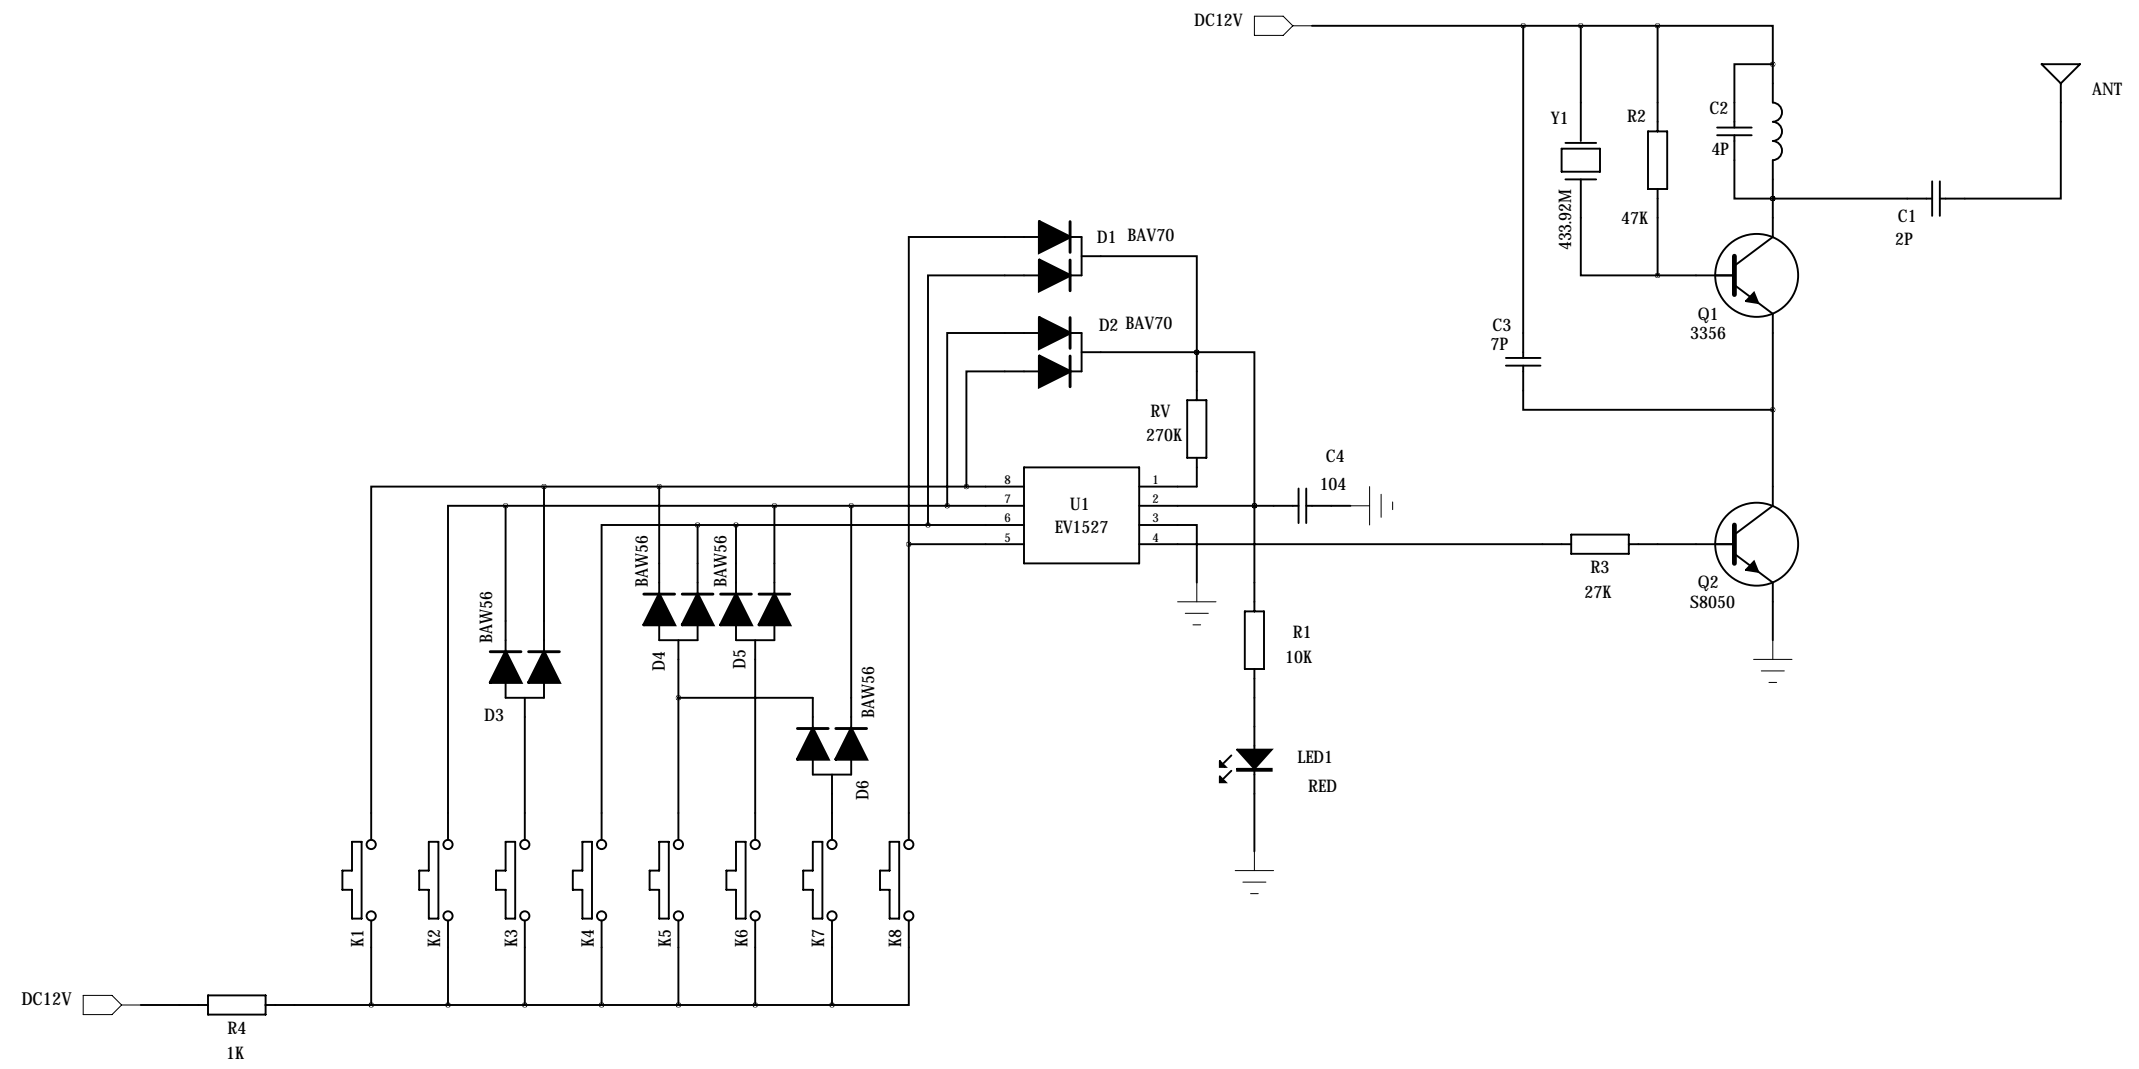 DC12V
ANT
C2
4P
Y1
R2
433.92M
47K
C1
2P
D1 BAV70
Q1
3356
D2 BAV70
C3
7P
RV
270K
C4
104
8
7
6
5
U1
EV1527
1
2
3
4
BAW56
BAW56
BAW56
D4
D5
D3
BAW56
D6
R3
27K
Q2
S8050
R1
10K
LED1
RED
K1
K2
K3
K4
K5
K6
K7
K8
DC12V
R4
1K